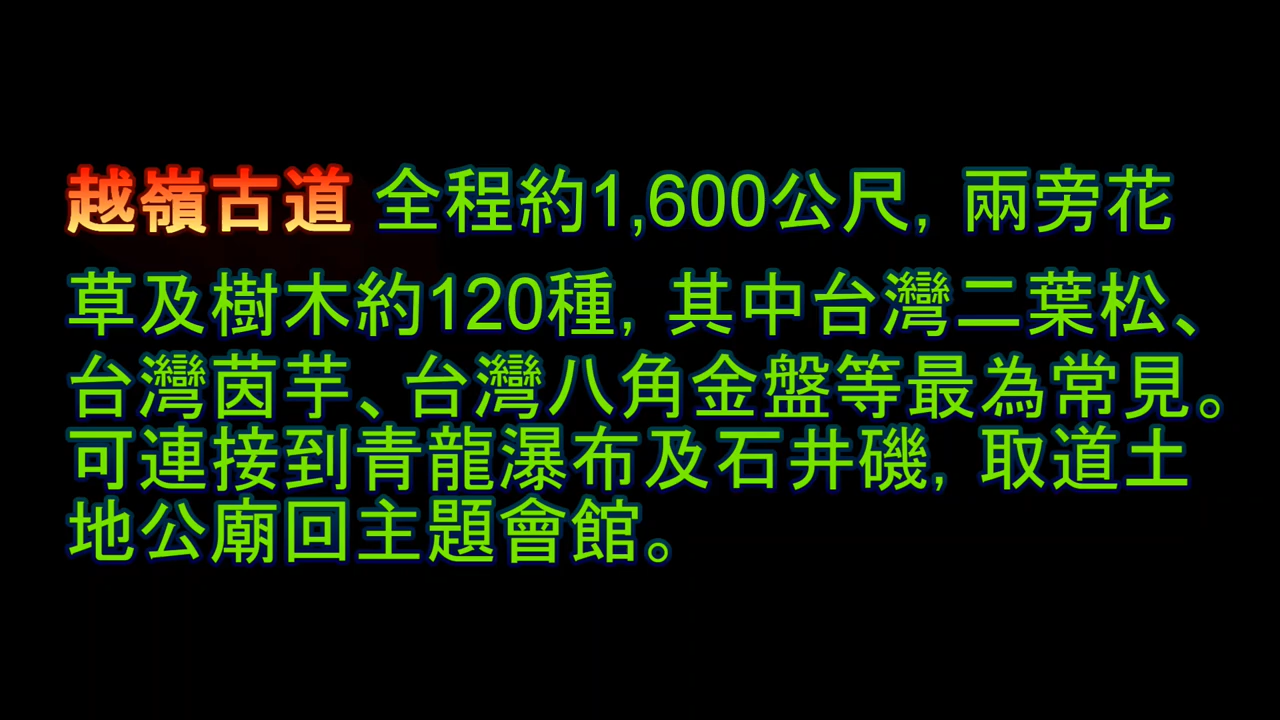 越嶺古道 全程約1,600公尺, 兩旁花
草及樹木約120種, 其中台灣二葉松、
台灣茵芋、台灣八角金盤等最為常見。
可連接到青龍瀑布及石井磯, 取道土
地公廟回主題會館。